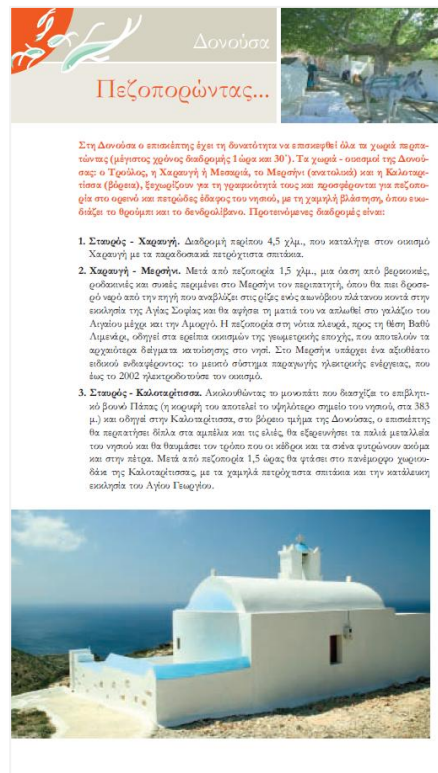 Δονούσα
Πεζοπορώντας...
Στη Δονούσα ο επισκέπτης έχει τη δυνατότητα να επισκεφθεί όλα τα χωριά περπα-
τώντας (μέγιστος χρόνος διαδρομής 1 ώρα και 30΄). Τα χωριά - οικισμοί της Δονού-
σας: ο Τρούλος, η Χαραυγή ή Μεσαριά, το Μερσήνι (ανατολικά) και η Καλοταρι-
τίσσα (βόρεια), ξεχωρίζουν για τη γραφικότητά τους και προσφέρονται για πεζοπο-
ρία στο ορεινό και πετρώδες έδαφος του νησιού, με τη χαμηλή βλάστηση, όπου ευω-
διάζει το θρούμπι και το δενδρολίβανο. Προτεινόμενες διαδρομές είναι:
1. Σταυρός - Χαραυγή. Διαδρομή περίπου 4,5 χλμ., που καταλήγει στον οικισμό
Χαραυγή με τα παραδοσιακά πετρόχτιστα σπιτάκια.
2. Χαραυγή - Μερσήνι. Μετά από πεζοπορία 1,5 χλμ., μια όαση από βερικοκιές,
ροδακινιές και συκιές περιμένει στο Μερσήνι τον περιπατητή, όπου θα πιει δροσε-
ρό νερό από την πηγή που αναβλύζει στις ρίζες ενός αιωνόβιου πλάτανου κοντά στην
εκκλησία της Αγίας Σοφίας και θα αφήσει τη ματιά του να απλωθεί στο γαλάζιο του
Αιγαίου μέχρι και την Αμοργό. Η πεζοπορία στη νότια πλευρά, προς τη θέση Βαθύ
Λιμενάρι, οδηγεί στα ερείπια οικισμών της γεωμετρικής εποχής, που αποτελούν τα
αρχαιότερα δείγματα κατοίκησης στο νησί. Στο Μερσήνι υπάρχει ένα αξιοθέατο
ειδικού ενδιαφέροντος: το μεικτό σύστημα παραγωγής ηλεκτρικής ενέργειας, που
έως το 2002 ηλεκτροδοτούσε τον οικισμό.
3. Σταυρός - Καλοταρίτισσα. Ακολουθώντας το μονοπάτι που διασχίζει το επιβλητι-
κό βουνό Πάπας (η κορυφή του αποτελεί το υψηλότερο σημείο του νησιού, στα 383
μ.) και οδηγεί στην Καλοταρίτισσα, στο βόρειο τμήμα της Δονούσας, ο επισκέπτης
θα περπατήσει δίπλα στα αμπέλια και τις ελιές, θα εξερευνήσει τα παλιά μεταλλεία
του νησιού και θα θαυμάσει τον τρόπο που οι κέδροι και τα σκίνα φυτρώνουν ακόμα
και στην πέτρα. Μετά από πεζοπορία 1,5 ώρας θα φτάσει στο πανέμορφο χωριου-
δάκι της Καλοταρίτισσας, με τα χαμηλά πετρόχτιστα σπιτάκια και την κατάλευκη
εκκλησία του Αγίου Γεωργίου.